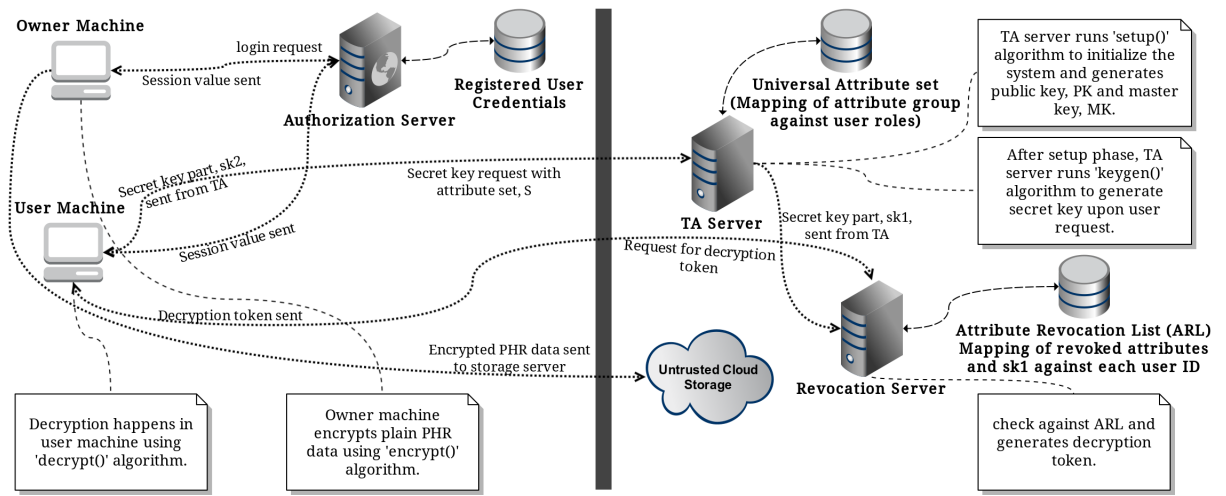 Owner Machine
login request
Session value sent
Authorization Server
Registered User
Credentials
Secret key part, sk2,
sent from TA
Secret key request with
attribute set, S
User Machine
Session value sent
Decryption token sent
Encrypted PHR data sent
to storage server
Decryption happens in
user machine using
'decrypt()' algorithm.
Owner machine
encrypts plain PHR
data using 'encrypt()'
algorithm.
Universal Attribute set
(Mapping of attribute group
against user roles)
TA server runs 'setup()'
algorithm to initialize the
system and generates
public key, PK and master
key, MK.
After setup phase, TA
server runs 'keygen()'
algorithm to generate
secret key upon user
request.
TA Server
Secret key part, sk1,
sent from TA
Request for decryption
token
Untrusted Cloud
Storage
Revocation Server
Attribute Revocation List (ARL)
Mapping of revoked attributes
and sk1 against each user ID
check against ARL and
generates decryption
token.